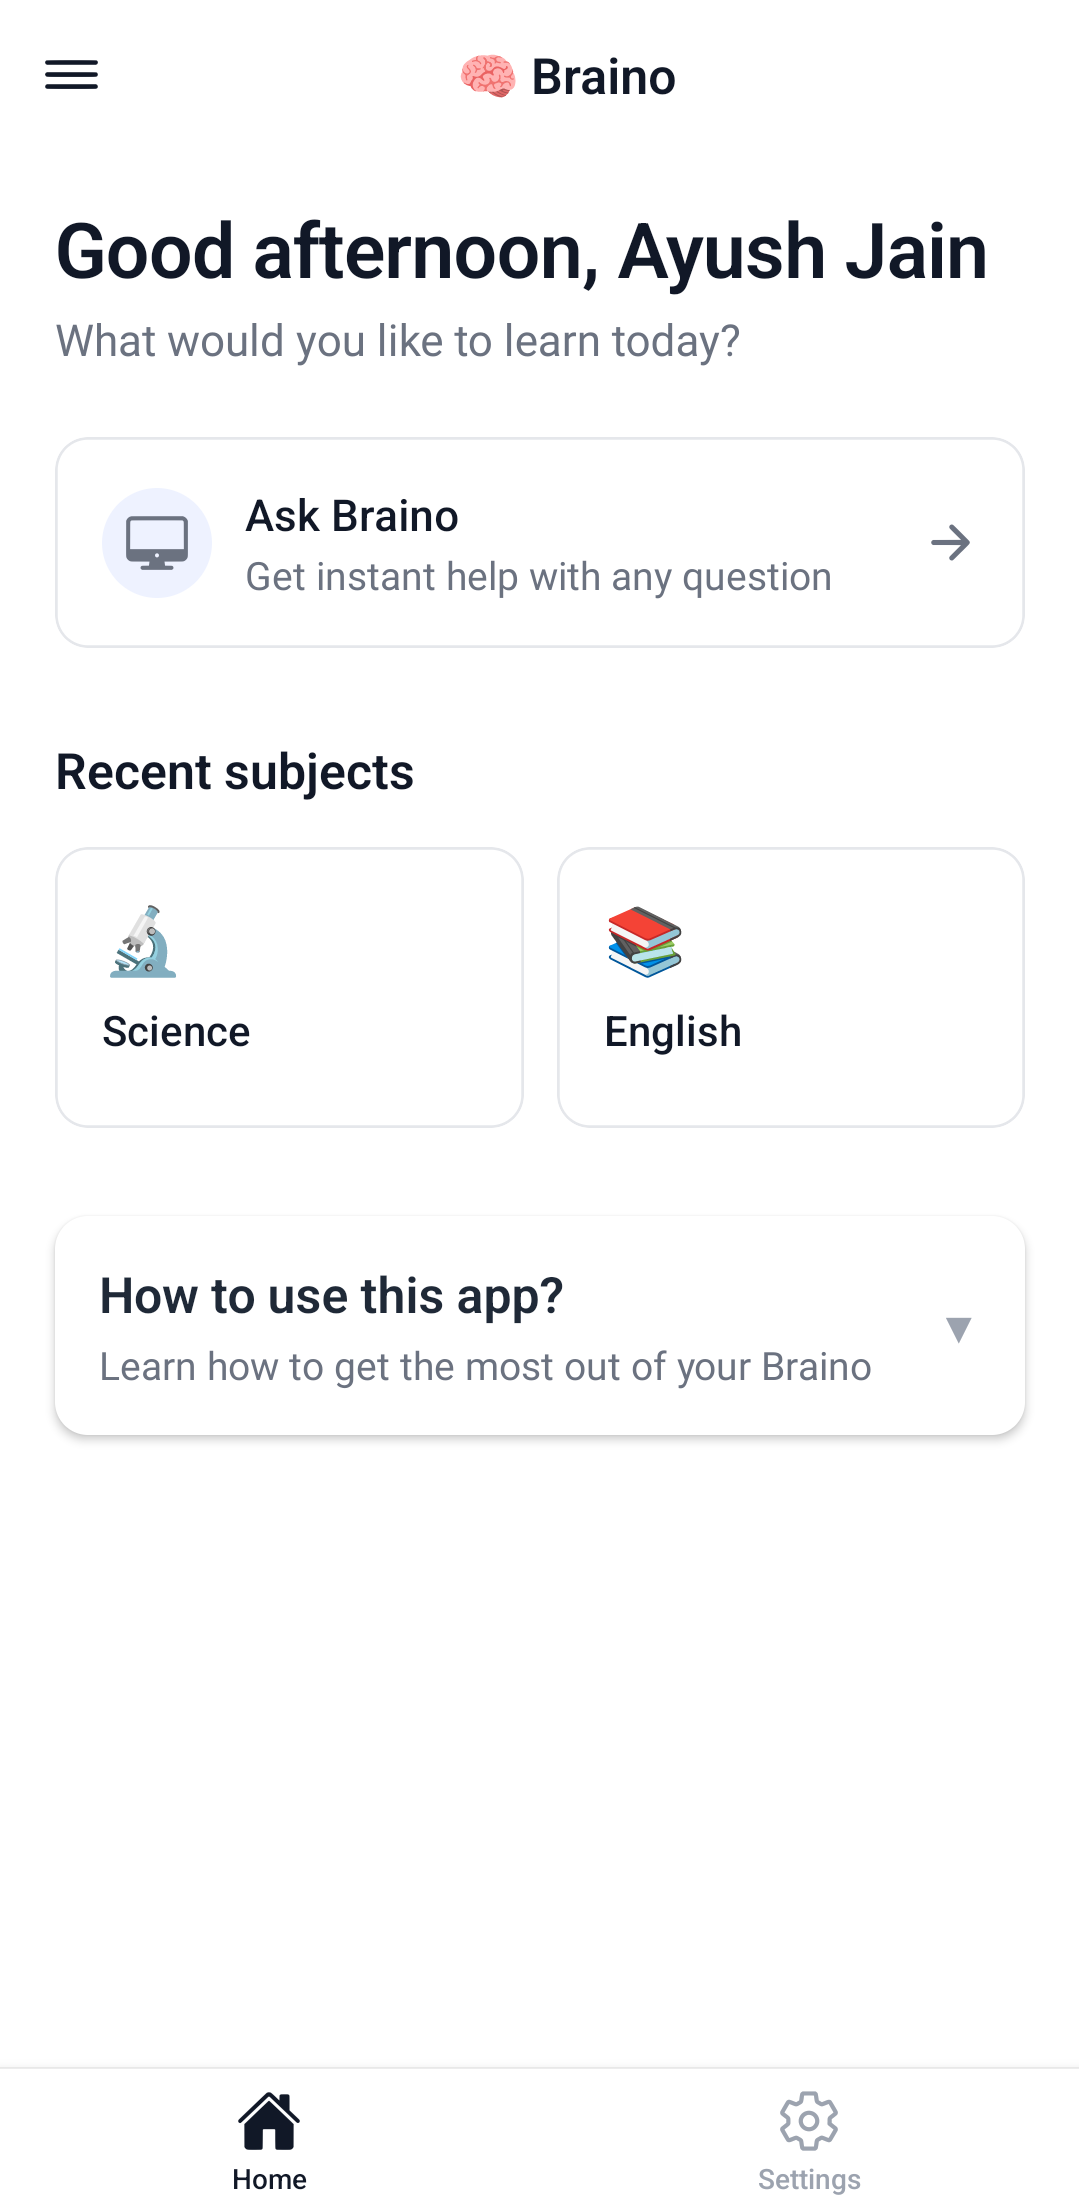 Braino
Good afternoon, Ayush Jain
What would you like to learn today?
Ask Braino
Get instant help with any question
Recent subjects
Science
English
How to use this app?
Learn how to get the most out of your Braino
Home
Settings